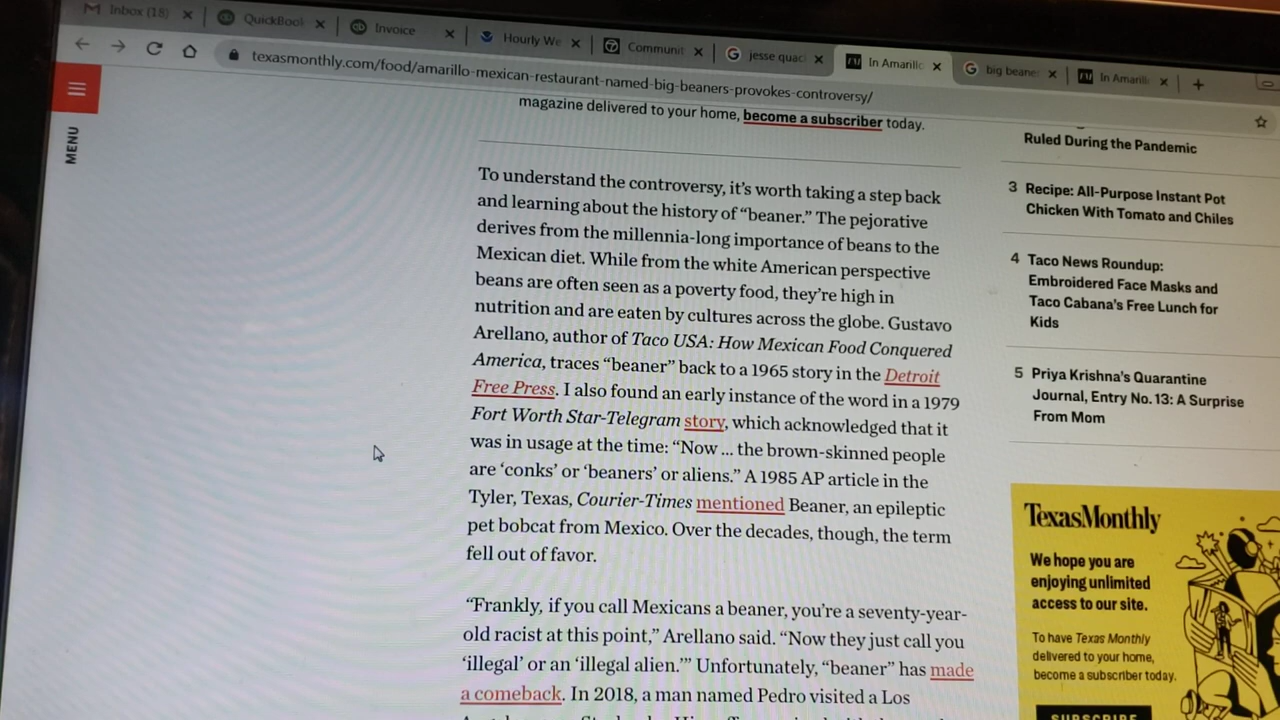 Inbox (18)
QuickBool
Invoice
Hourly We
Communit
jesse quac
In Amarillo
big beane
In Amarill
texasmonthly.com/food/amarillo-mexican-restaurant-named-big-beaners-provokes-controversy/
MENU
magazine delivered to your home, become a subscriber today.
To understand the controversy, it's worth taking a step back
and learning about the history of “beaner.” The pejorative
derives from the millennia-long importance of beans to the
Mexican diet. While from the white American perspective
beans are often seen as a poverty food, they're high in
nutrition and are eaten by cultures across the globe. Gustavo
Arellano, author of Taco USA: How Mexican Food Conquered
America, traces “beaner” back to a 1965 story in the Detroit
Free Press. I also found an early instance of the word in a 1979
Fort Worth Star-Telegram story, which acknowledged that it
was in usage at the time: “Now ... the brown-skinned people
are ‘conks’ or ‘beaners’ or aliens.” A 1985 AP article in the
Tyler, Texas, Courier-Times mentioned Beaner, an epileptic
pet bobcat from Mexico. Over the decades, though, the term
fell out of favor.
“Frankly, if you call Mexicans a beaner, you're a seventy-year-
old racist at this point,” Arellano said. “Now they just call you
‘illegal’ or an ‘illegal alien.’” Unfortunately, “beaner” has made
a comeback. In 2018, a man named Pedro visited a Los
Ruled During the Pandemic
3 Recipe: All-Purpose Instant Pot
Chicken With Tomato and Chiles
4 Taco News Roundup:
Embroidered Face Masks and
Taco Cabana's Free Lunch for
Kids
5 Priya Krishna's Quarantine
Journal, Entry No. 13: A Surprise
From Mom
TexasMonthly
We hope you are
enjoying unlimited
access to our site.
To have Texas Monthly
delivered to your home,
become a subscriber today.
SUBSCRIBE